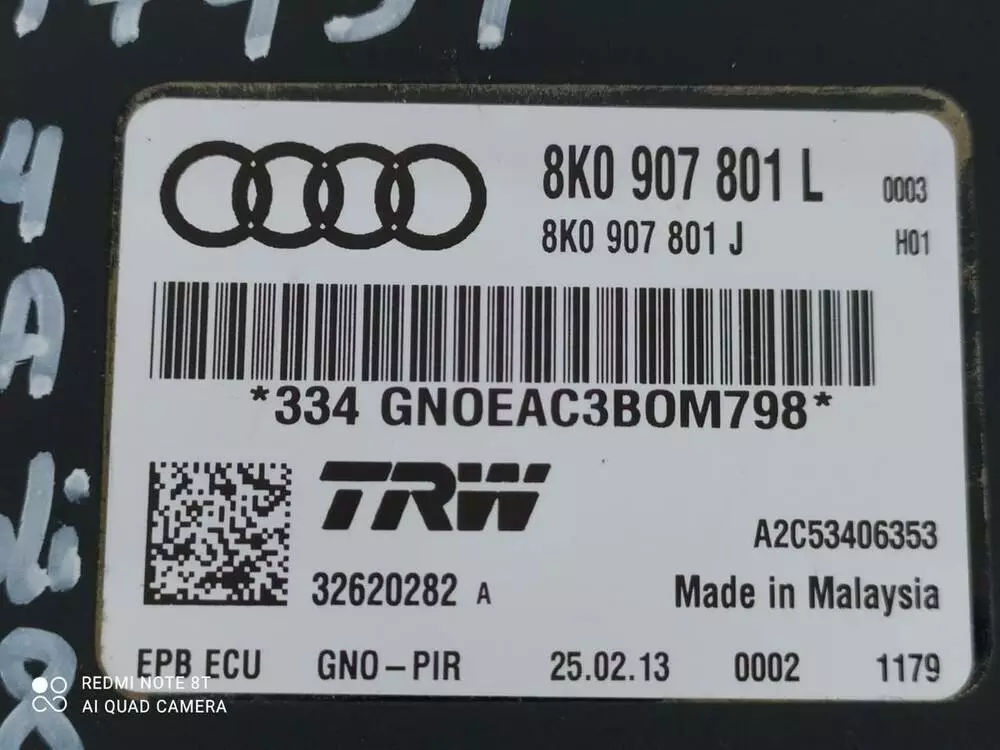 8K0 907 801 L 0003
8K0 907 801 J H01
*334 GNOEAC3BOM798*
TRW
A2C53406353
32620282 A Made in Malaysia
EPB ECU GNO-PIR 25.02.13 0002 1179
REDMI NOTE 8T
AI QUAD CAMERA